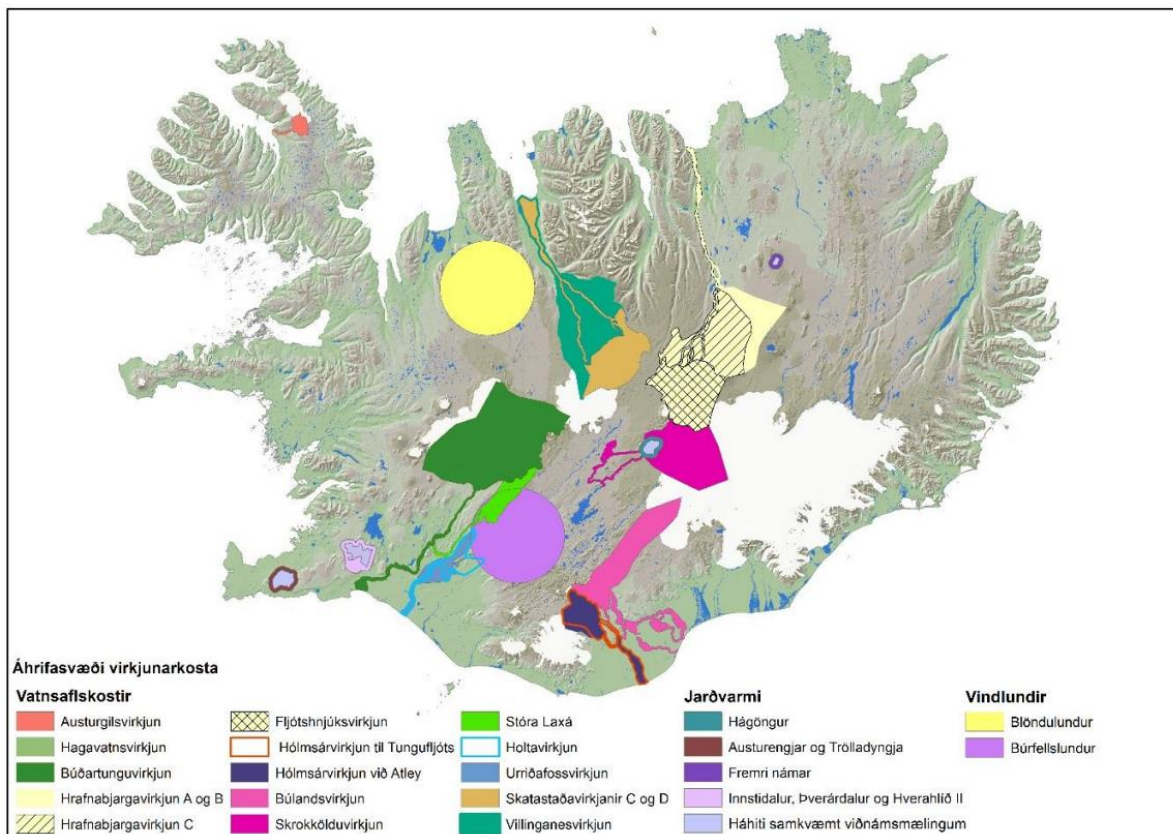 Áhrifasvæði virkjunarkosta
Vatnsaflskostir
Austurgilsvirkjun
Hagavatnsvirkjun
Búðartunguvirkjun
Hrafnabjargavirkjun A og B
Hrafnabjargavirkjun C
Fljótshnjúksvirkjun
Hólmsárvirkjun til Tungufljóts
Hólmsárvirkjun við Atley
Búlandsvirkjun
Skrokkölduvirkjun
Stóra Laxá
Holtavirkjun
Urriðafossvirkjun
Skatastaðavirkjanir C og D
Villinganesvirkjun
Jarðvarmi
Hágöngur
Austurengjar og Trölladyngja
Fremri námar
Innstidalur, Þverárdalur og Hverahlíð II
Háhiti samkvæmt viðnámsmælingum
Vindlundir
Blöndulundur
Búrfellslundur